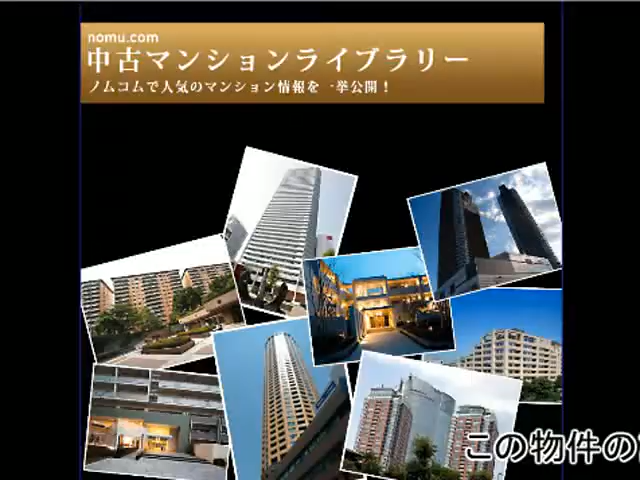 nomu.com
中古マンションライブラリー
ノムコムで人気のマンション情報を一挙公開！
この物件の